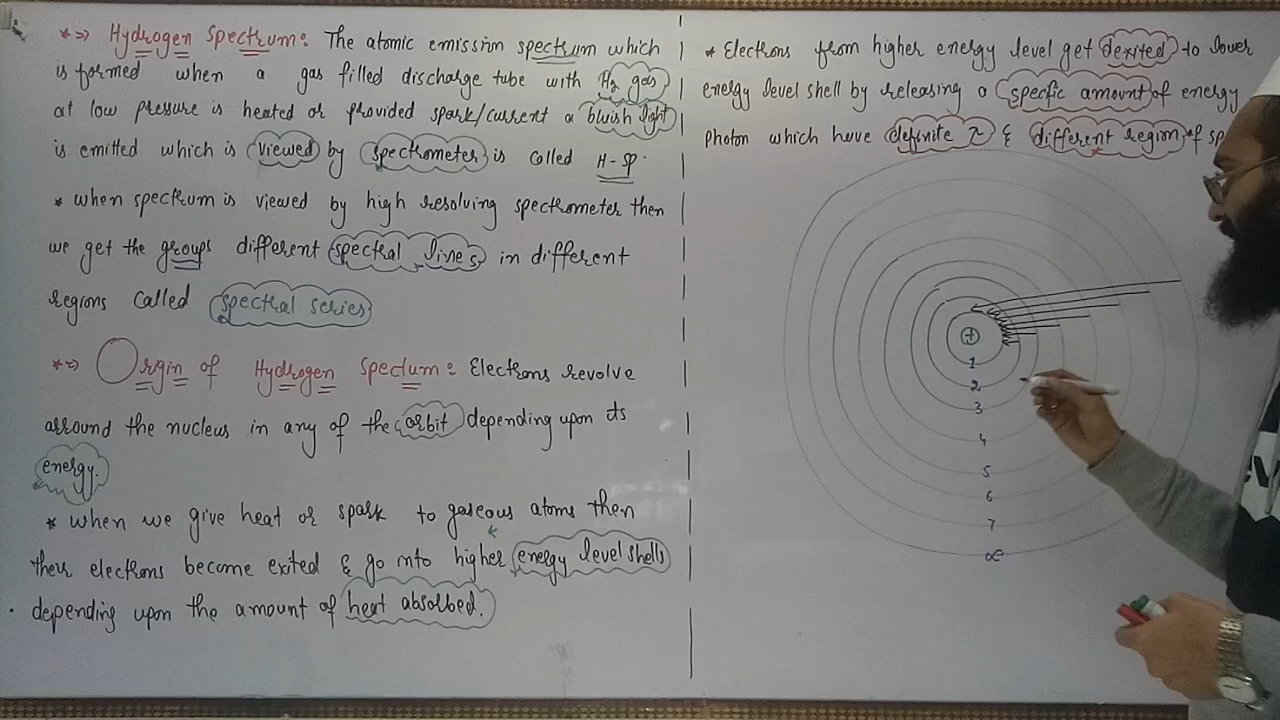 *⇒ Hydrogen Spectrum: The atomic emission spectrum which
is formed when a gas filled discharge tube with H₂ gas
at low pressure is heated or provided spark/current a bluish light
is emitted which is viewed by spectrometer is called H-sp.
* when spectrum is viewed by high resolving spectrometer then
we get the groups different spectral lines in different
regions called spectral series
*⇒ Origin of Hydrogen Spectum: Electrons revolve
arround the nucleus in any of the orbit depending upon its
energy.
* when we give heat or spark to gaseous atoms then
their electrons become exited & go into higher energy level shells
depending upon the amount of heat absorbed.
* Electrons from higher energy level get dexited to lower
energy level shell by releasing a specfic amount of energy
photon which have definite λ & different region of sp
+
1
2
3
4
5
6
7
∞